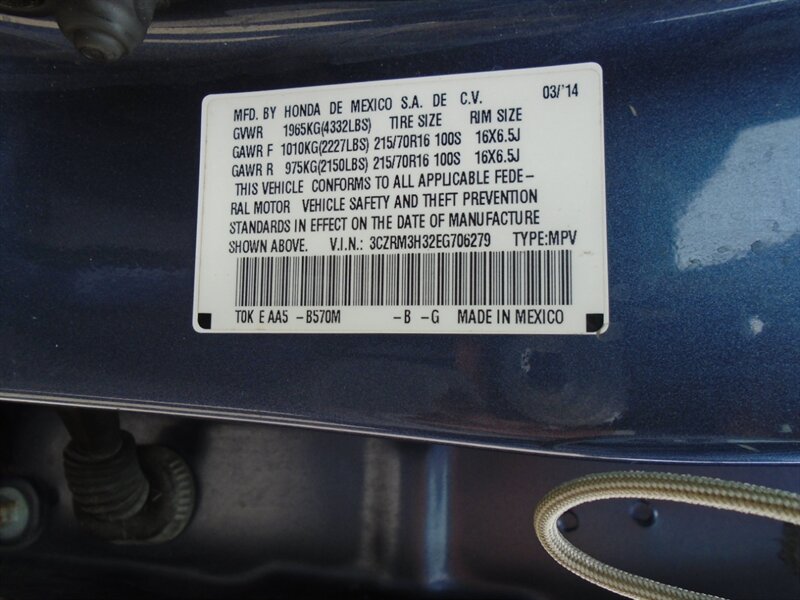 MFD. BY HONDA DE MEXICO S.A. DE C.V. 03/'14
GVWR 1965KG(4332LBS) TIRE SIZE RIM SIZE
GAWR F 1010KG(2227LBS) 215/70R16 100S 16X6.5J
GAWR R 975KG(2150LBS) 215/70R16 100S 16X6.5J
THIS VEHICLE CONFORMS TO ALL APPLICABLE FEDE-
RAL MOTOR VEHICLE SAFETY AND THEFT PREVENTION
STANDARDS IN EFFECT ON THE DATE OF MANUFACTURE
SHOWN ABOVE. V.I.N.: 3CZRM3H32EG706279 TYPE:MPV
T0K E AA5 -B570M -B -G MADE IN MEXICO